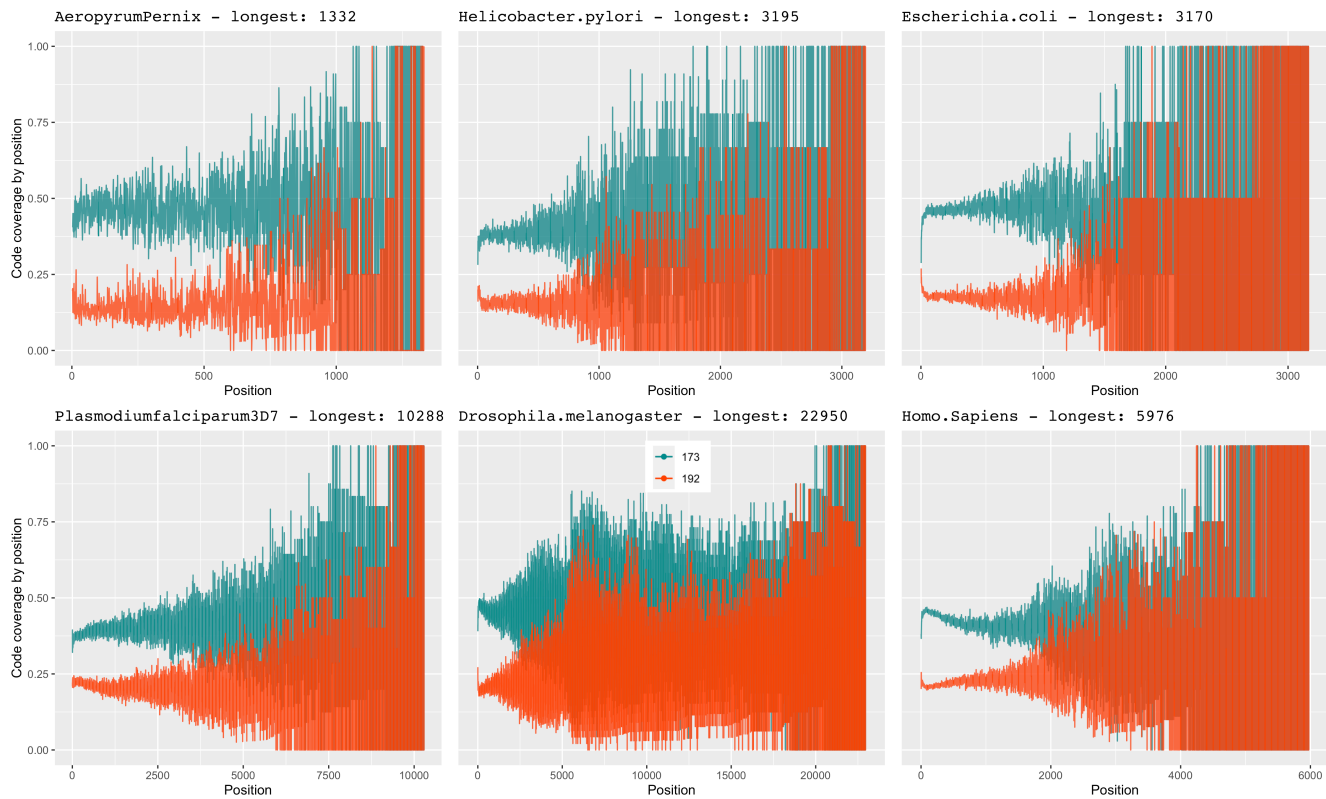 AeropyrumPernix - longest: 1332
Helicobacter.pylori - longest: 3195
Escherichia.coli - longest: 3170
Code coverage by position
1.00
0.75
0.50
0.25
0.00
0 500 1000
0 1000 2000 3000
0 1000 2000 3000
Position
Position
Position
Plasmodiumfalciparum3D7 - longest: 10288
Drosophila.melanogaster - longest: 22950
Homo.Sapiens - longest: 5976
Code coverage by position
1.00
0.75
0.50
0.25
0.00
173
192
0 2500 5000 7500 10000
0 5000 10000 15000 20000
0 2000 4000 6000
Position
Position
Position